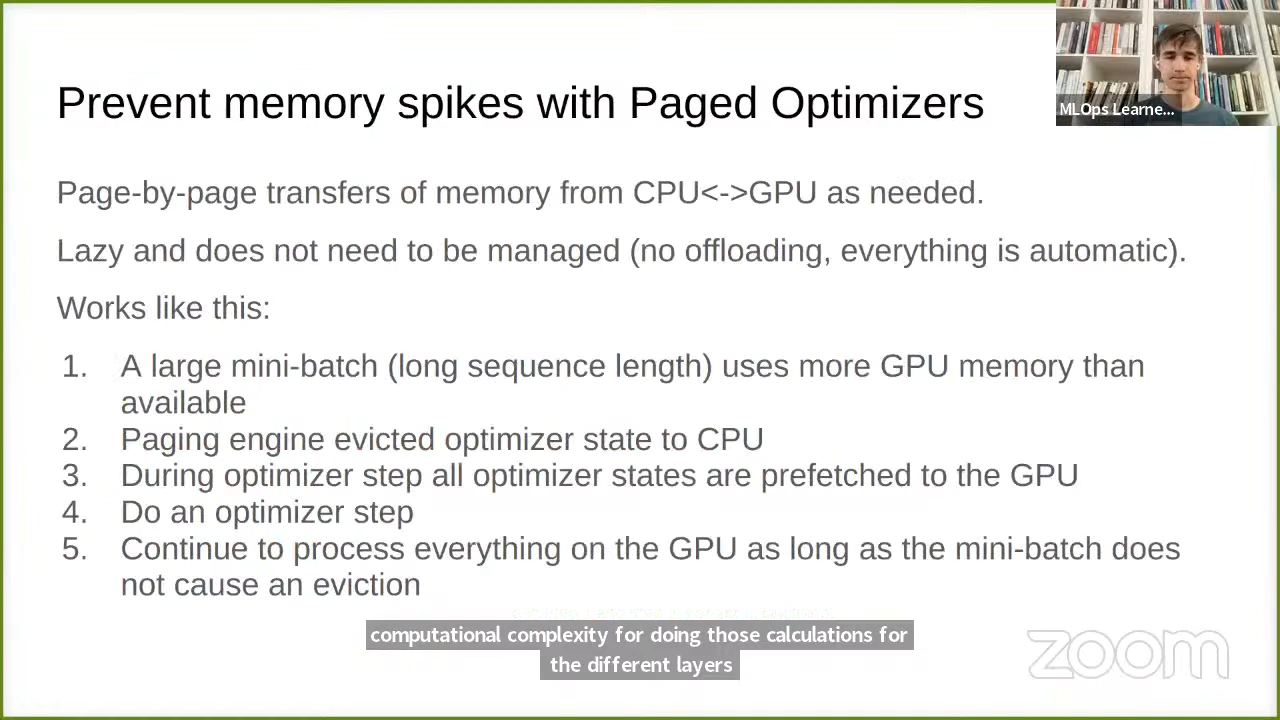 Prevent memory spikes with Paged Optimizers
MLOps Learne...
Page-by-page transfers of memory from CPU<->GPU as needed.
Lazy and does not need to be managed (no offloading, everything is automatic).
Works like this:
1. A large mini-batch (long sequence length) uses more GPU memory than
available
2. Paging engine evicted optimizer state to CPU
3. During optimizer step all optimizer states are prefetched to the GPU
4. Do an optimizer step
5. Continue to process everything on the GPU as long as the mini-batch does
not cause an eviction
computational complexity for doing those calculations for
the different layers
zoom